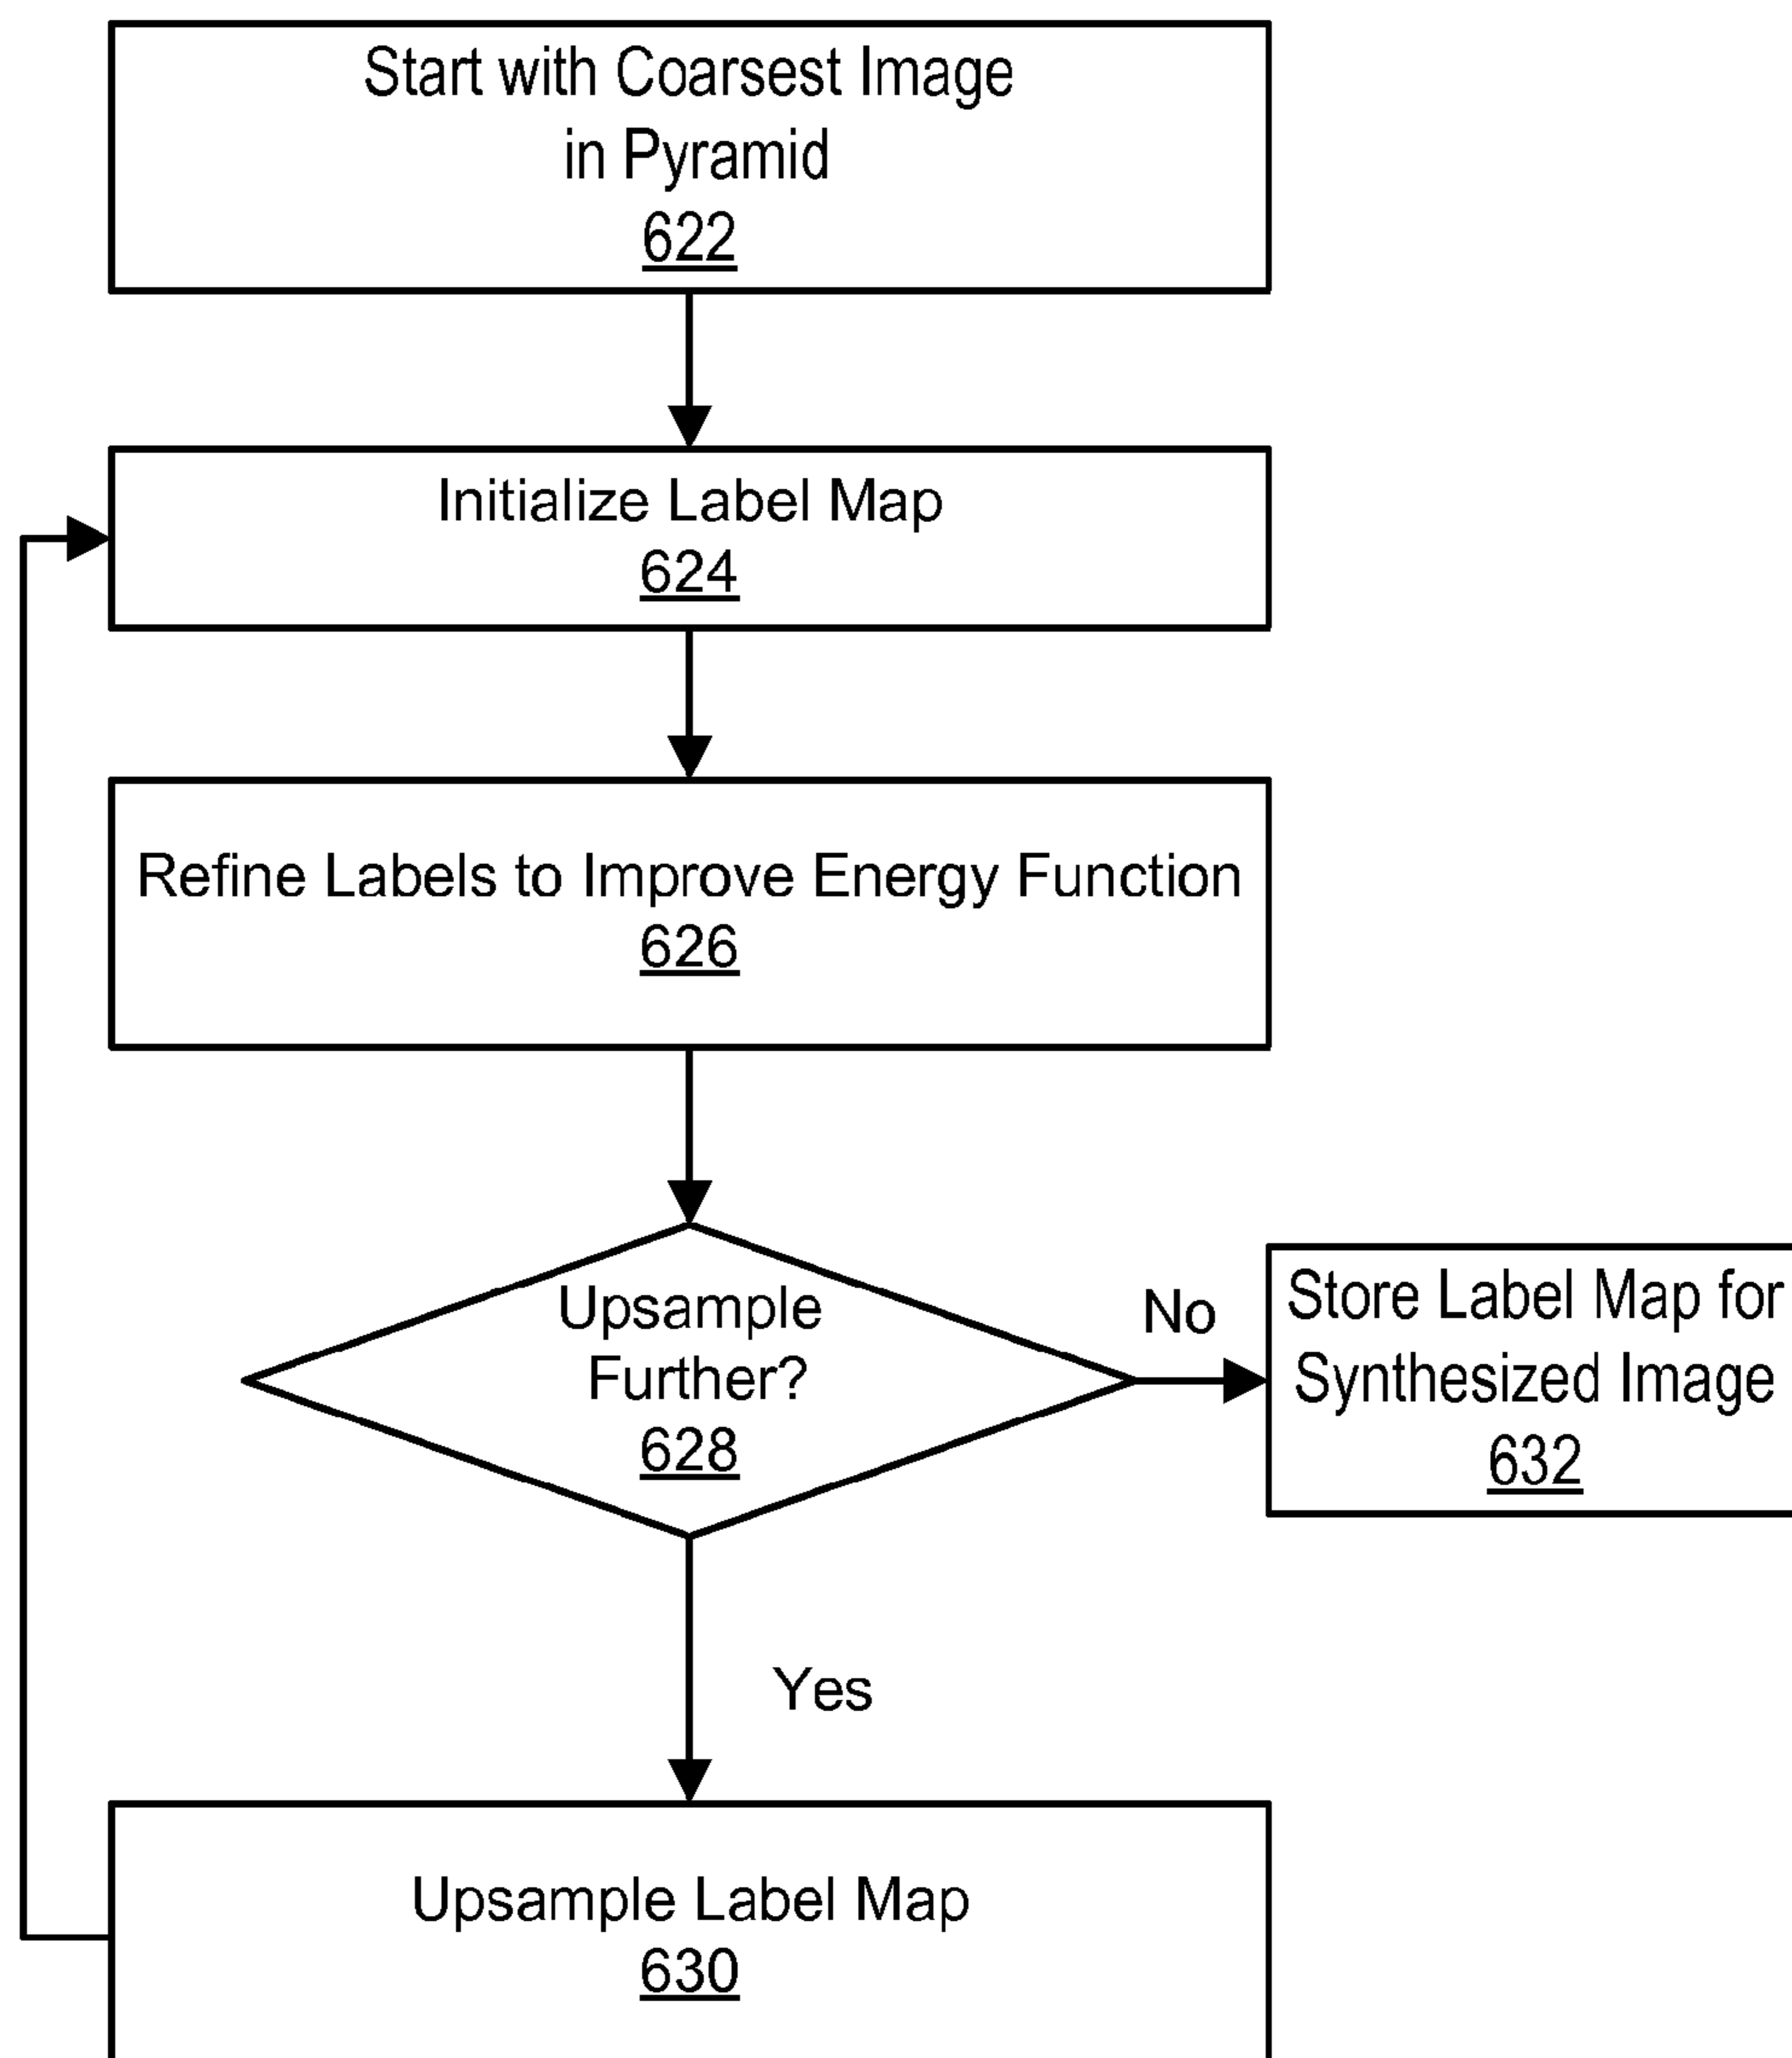 Start with Coarsest Image
in Pyramid
622
Initialize Label Map
624
Refine Labels to Improve Energy Function
626
Upsample
Further?
628
No
Store Label Map for
Synthesized Image
632
Yes
Upsample Label Map
630